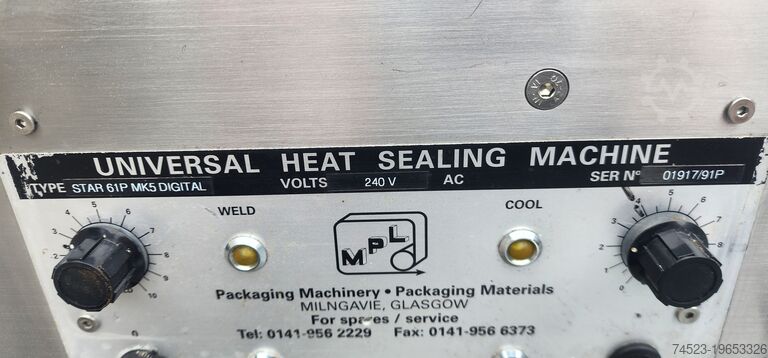 UNIVERSAL HEAT SEALING MACHINE
TYPE STAR 61P MK5 DIGITAL VOLTS 240 V AC SER Nº 01917/91P
WELD COOL
MPL
Packaging Machinery • Packaging Materials
MILNGAVIE, GLASGOW
For spares / service
Tel: 0141-956 2229 Fax: 0141-956 6373
74523-19653326